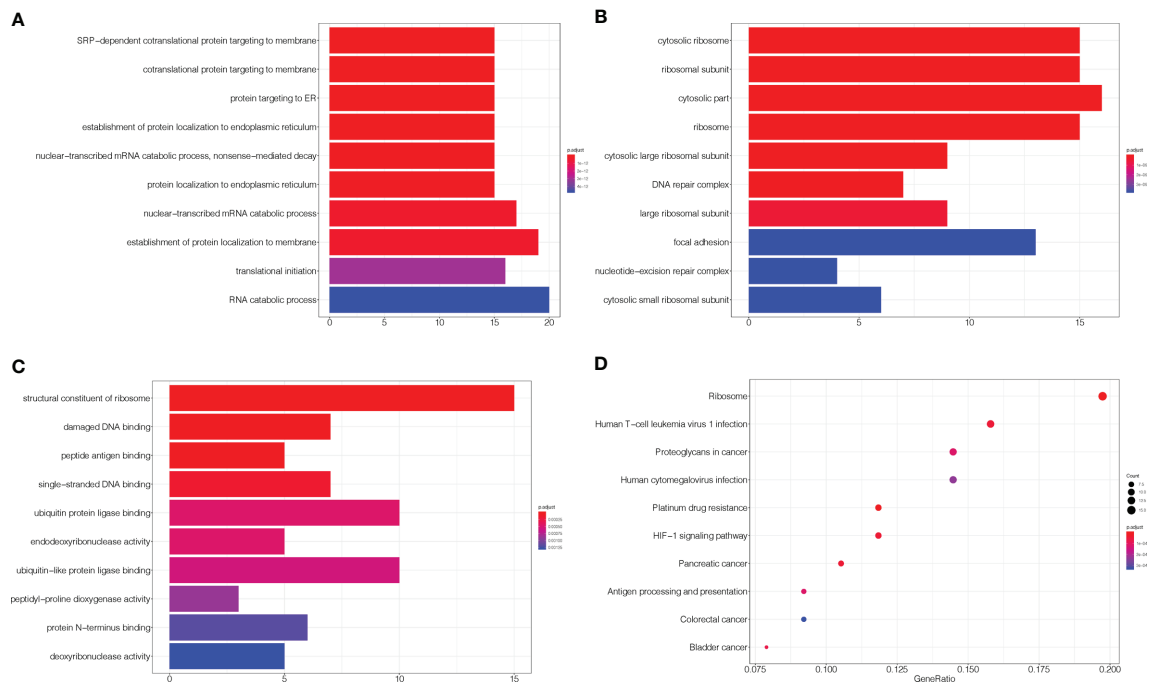 A
SRP-dependent cotranslational protein targeting to membrane
cotranslational protein targeting to membrane
protein targeting to ER
establishment of protein localization to endoplasmic reticulum
nuclear-transcribed mRNA catabolic process, nonsense-mediated decay
protein localization to endoplasmic reticulum
nuclear-transcribed mRNA catabolic process
establishment of protein localization to membrane
translational initiation
RNA catabolic process
0 5 10 15 20
p.adjust
B
cytosolic ribosome
ribosomal subunit
cytosolic part
ribosome
cytosolic large ribosomal subunit
DNA repair complex
large ribosomal subunit
focal adhesion
nucleotide-excision repair complex
cytosolic small ribosomal subunit
0 5 10 15
p.adjust
C
structural constituent of ribosome
damaged DNA binding
peptide antigen binding
single-stranded DNA binding
ubiquitin protein ligase binding
endodeoxyribonuclease activity
ubiquitin-like protein ligase binding
peptidyl-proline dioxygenase activity
protein N-terminus binding
deoxyribonuclease activity
0 5 10 15
p.adjust
D
Ribosome
Human T-cell leukemia virus 1 infection
Proteoglycans in cancer
Human cytomegalovirus infection
Platinum drug resistance
HIF-1 signaling pathway
Pancreatic cancer
Antigen processing and presentation
Colorectal cancer
Bladder cancer
0.075 0.100 0.125 0.150 0.175 0.200
GeneRatio
Count
p.adjust